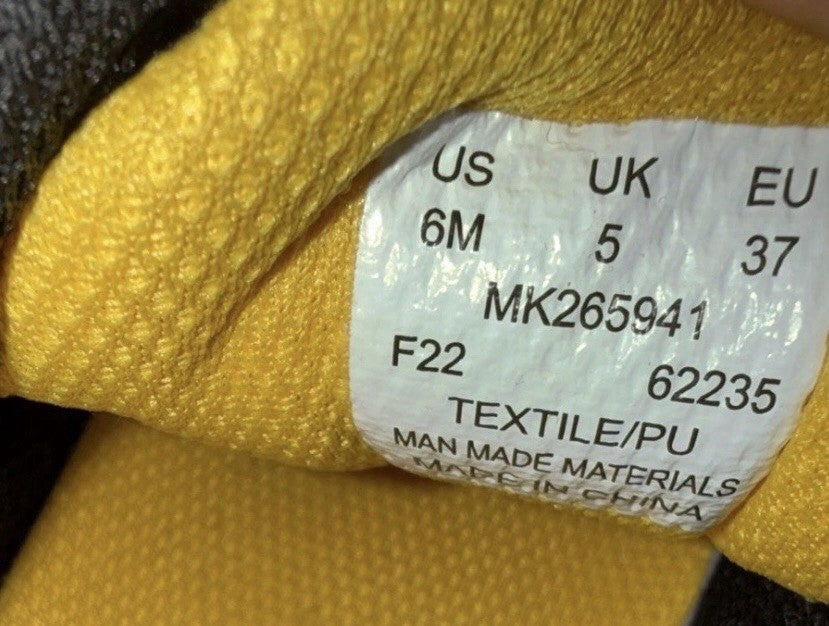 US UK EU
6M 5 37
MK265941
F22 62235
TEXTILE/PU
MAN MADE MATERIALS
MADE IN CHINA